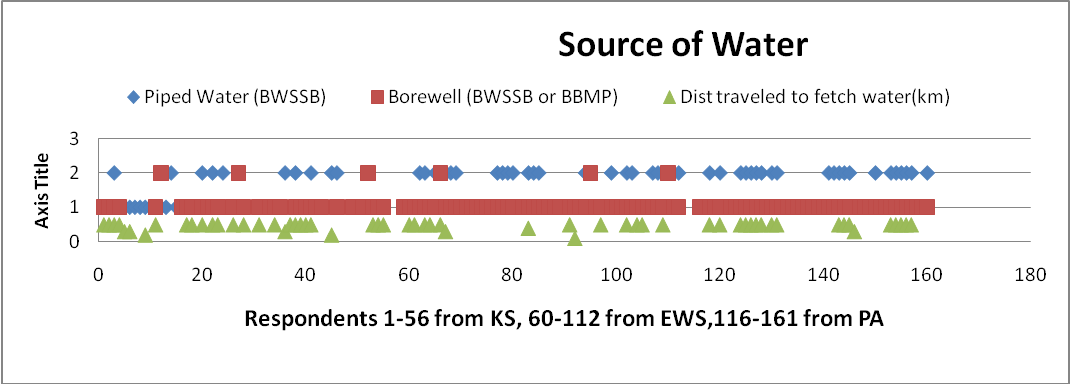 Source of Water
Piped Water (BWSSB) Borewell (BWSSB or BBMP) Dist traveled to fetch water(km)
Axis Title
3
2
1
0
0 20 40 60 80 100 120 140 160 180
Respondents 1-56 from KS, 60-112 from EWS,116-161 from PA